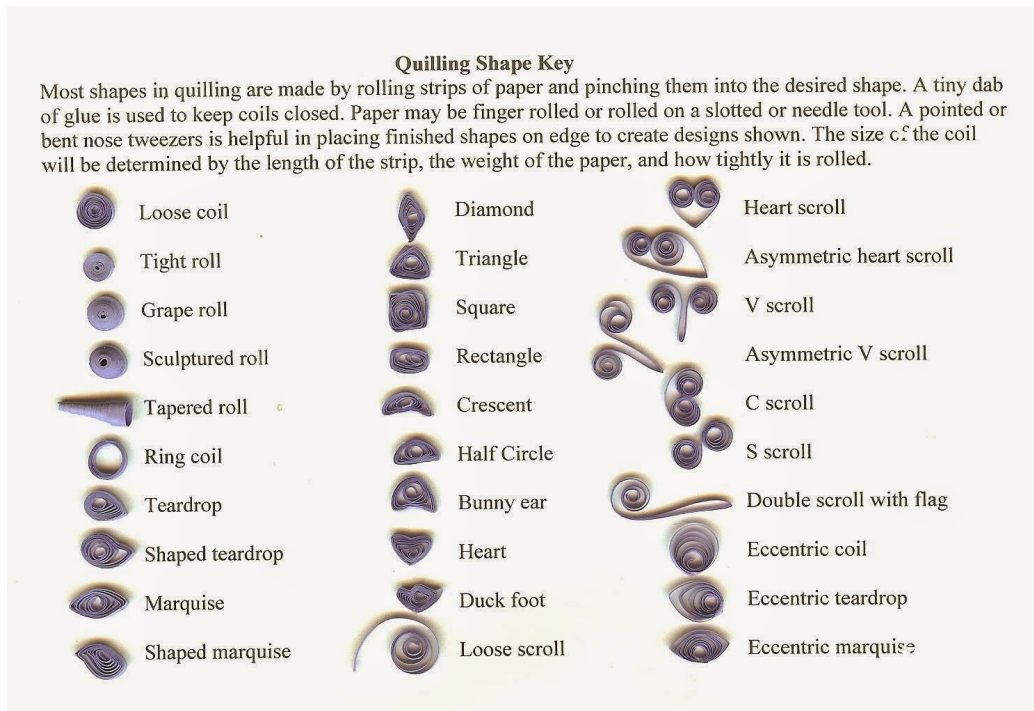 Quilling Shape Key
Most shapes in quilling are made by rolling strips of paper and pinching them into the desired shape. A tiny dab
of glue is used to keep coils closed. Paper may be finger rolled or rolled on a slotted or needle tool. A pointed or
bent nose tweezers is helpful in placing finished shapes on edge to create designs shown. The size of the coil
will be determined by the length of the strip, the weight of the paper, and how tightly it is rolled.
Loose coil
Tight roll
Grape roll
Sculptured roll
Tapered roll
Ring coil
Teardrop
Shaped teardrop
Marquise
Shaped marquise
Diamond
Triangle
Square
Rectangle
Crescent
Half Circle
Bunny ear
Heart
Duck foot
Loose scroll
Heart scroll
Asymmetric heart scroll
V scroll
Asymmetric V scroll
C scroll
S scroll
Double scroll with flag
Eccentric coil
Eccentric teardrop
Eccentric marquise